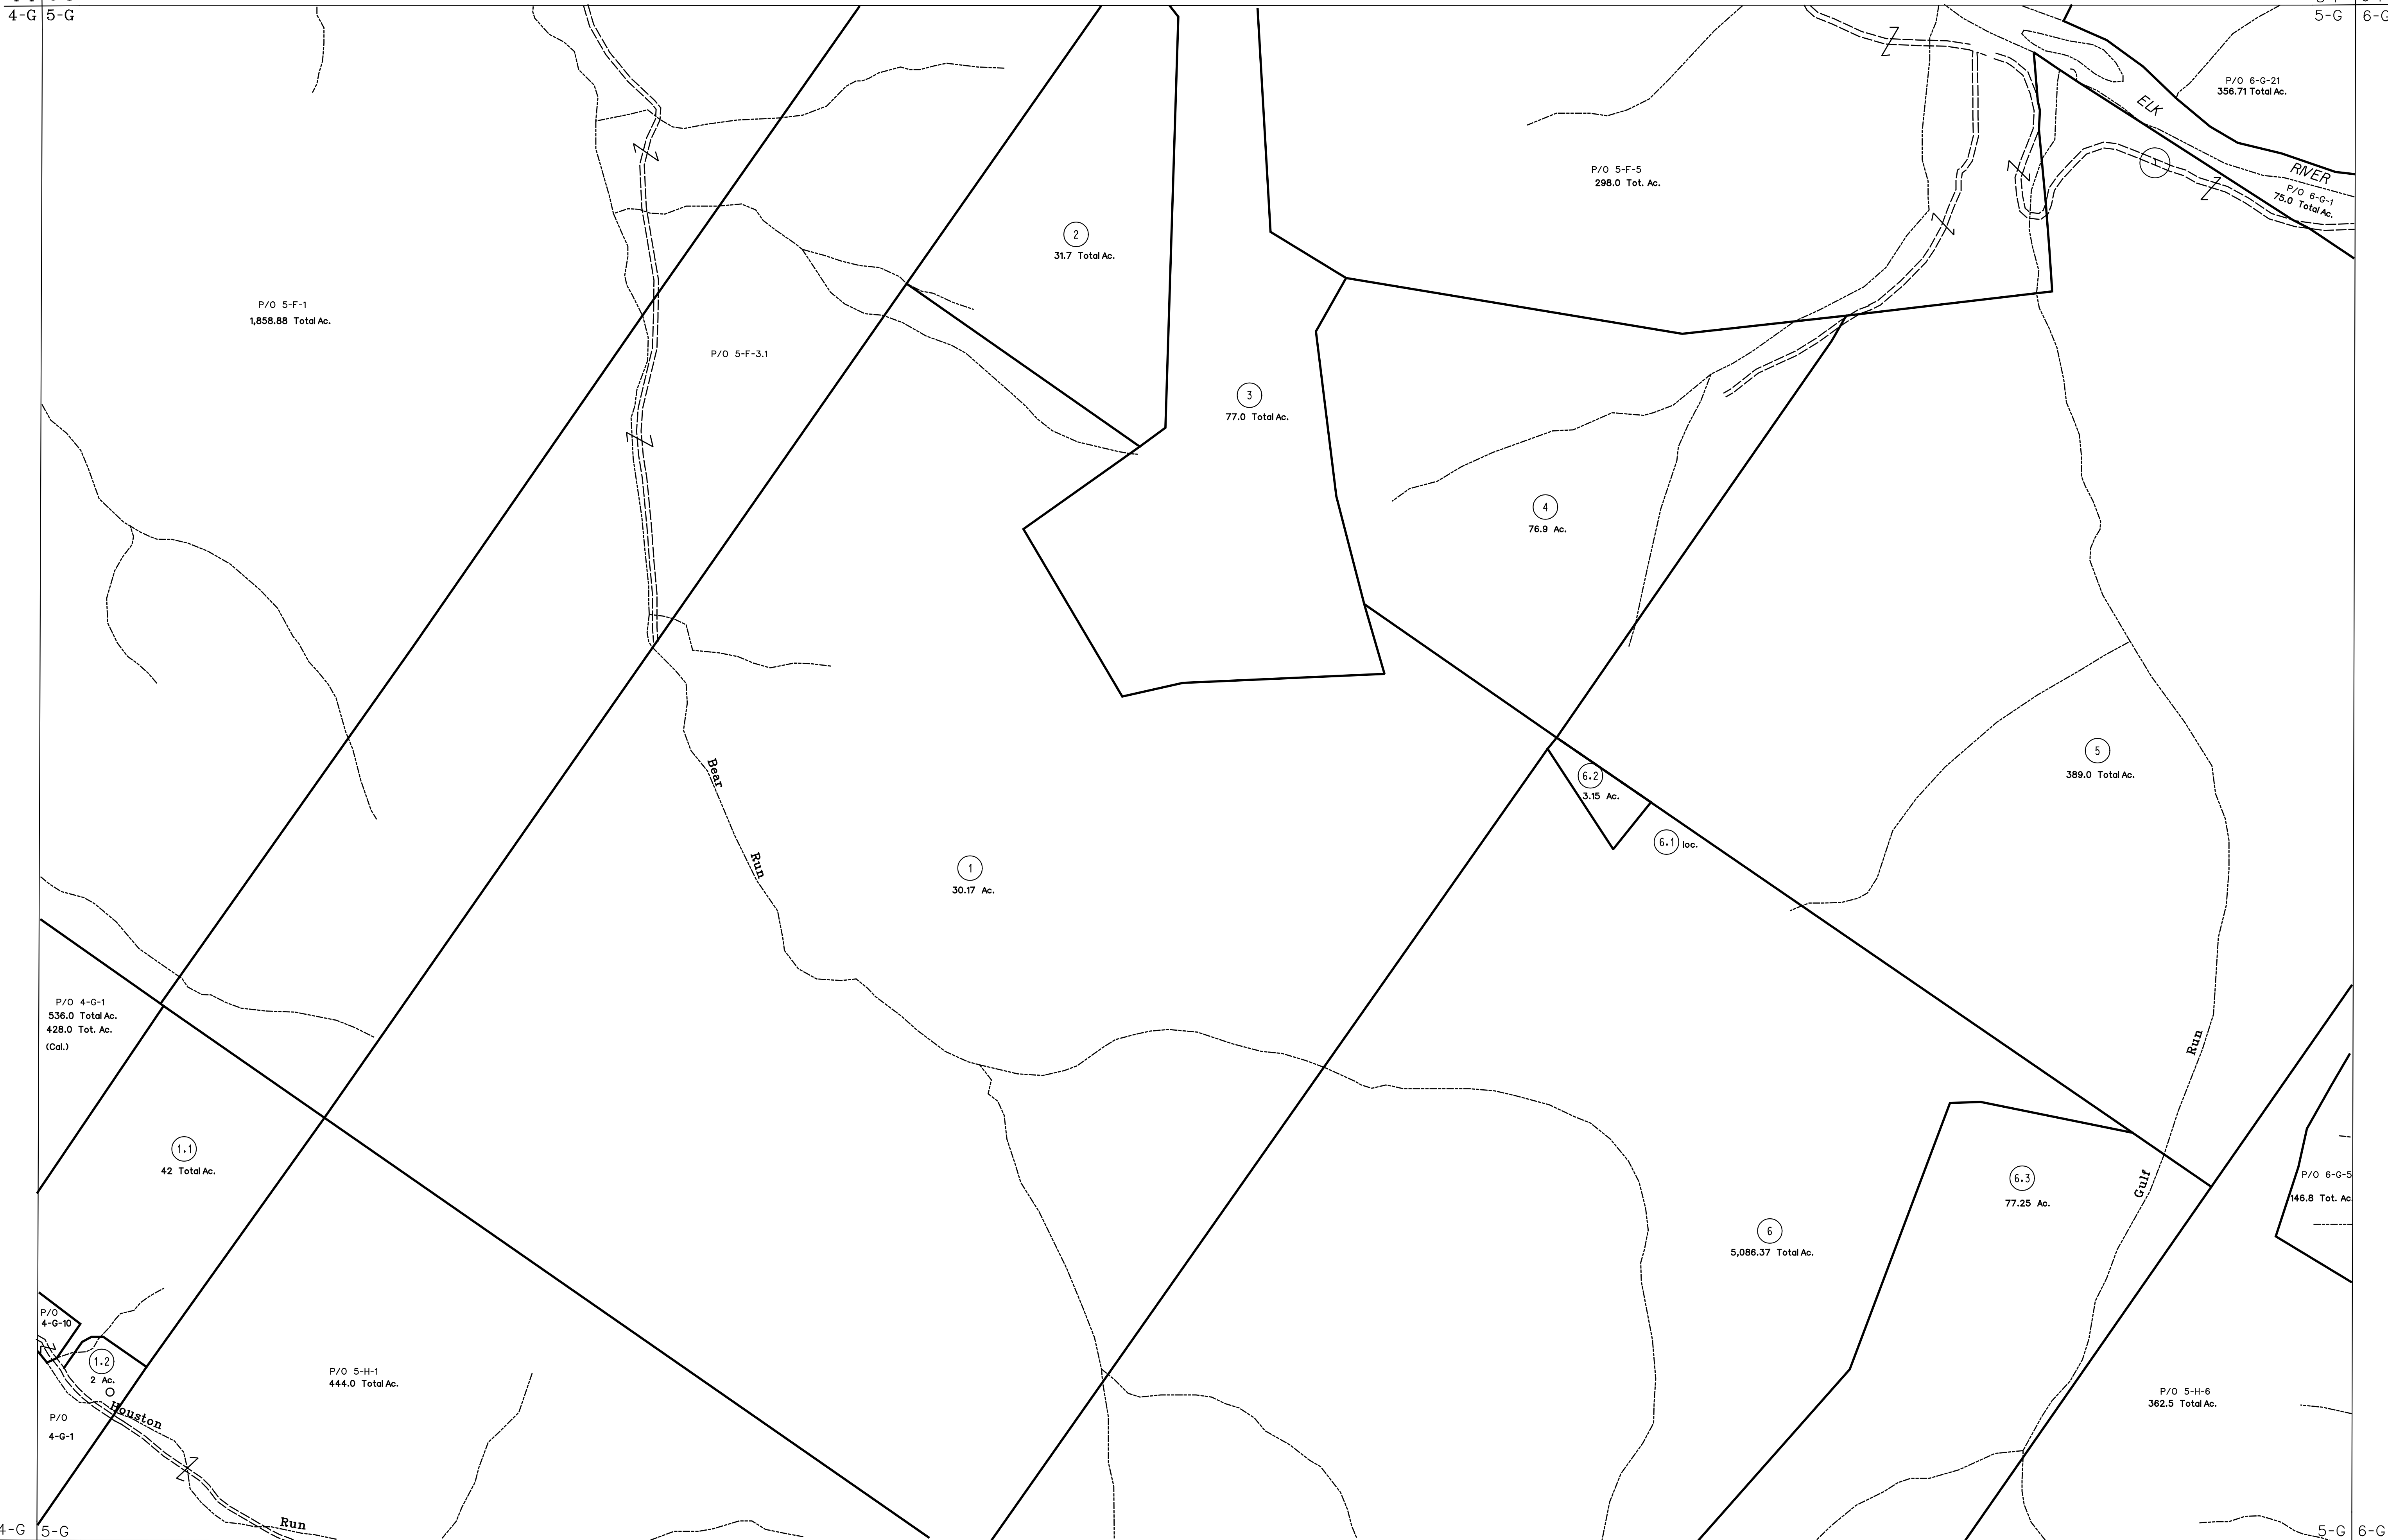 4-G 5-G
5-G 6-G
P/O 6-G-21
356.71 Total Ac.
ELK
RIVER
P/O 6-G-1
75.0 Total Ac.
P/O 5-F-5
298.0 Tot. Ac.
2
31.7 Total Ac.
P/O 5-F-1
1,858.88 Total Ac.
P/O 5-F-3.1
3
77.0 Total Ac.
4
76.9 Ac.
5
389.0 Total Ac.
6.2
3.15 Ac.
6.1 loc.
Bear
Run
1
30.17 Ac.
P/O 4-G-1
536.0 Total Ac.
428.0 Tot. Ac.
(Cal.)
Run
Gulf
1.1
42 Total Ac.
6.3
77.25 Ac.
P/O 6-G-5
146.8 Tot. Ac.
6
5,086.37 Total Ac.
P/O
4-G-10
1.2
2 Ac.
P/O 5-H-1
444.0 Total Ac.
P/O 5-H-6
362.5 Total Ac.
Houston
P/O
4-G-1
Run
4-G 5-G
5-G 6-G